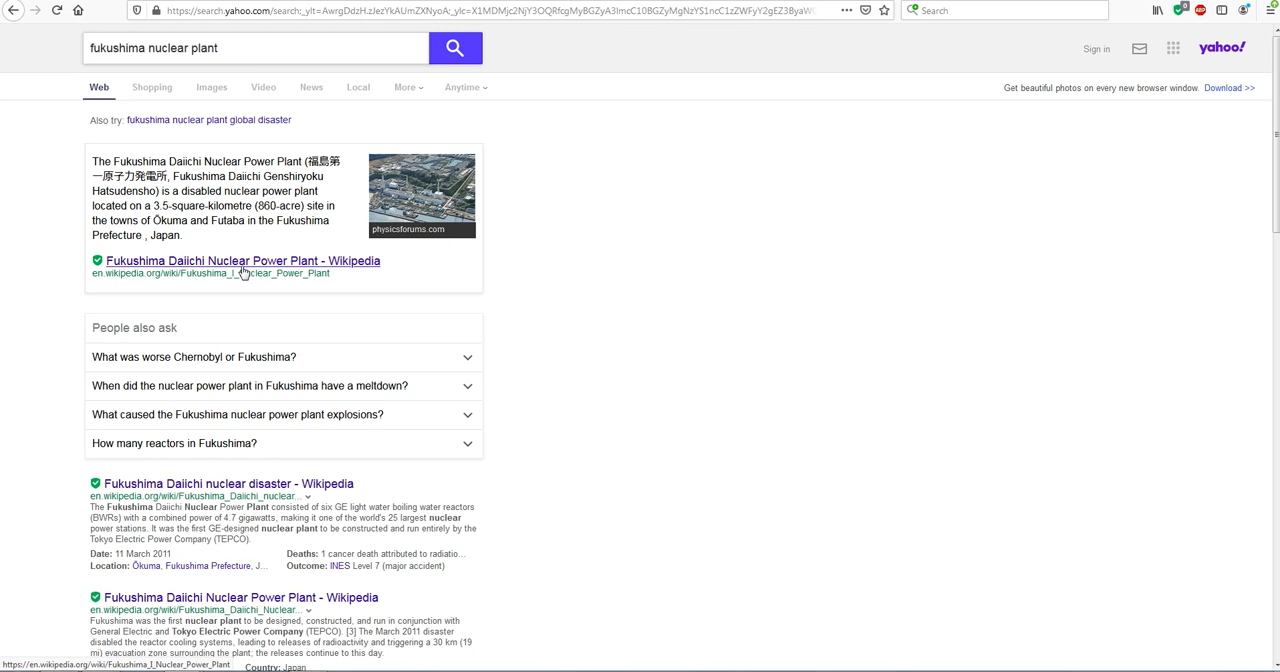 https://search.yahoo.com/search;_ylt=
Search
0
ABP
fukushima nuclear plant
Sign in
yahoo!
Web
Shopping
Images
Video
News
Local
More
Anytime
Get beautiful photos on every new browser window. Download >>
Also try: fukushima nuclear plant global disaster
The Fukushima Daiichi Nuclear Power Plant (福島第
一原子力発電所, Fukushima Daiichi Genshiryoku
Hatsudensho) is a disabled nuclear power plant
located on a 3.5-square-kilometre (860-acre) site in
the towns of Ōkuma and Futaba in the Fukushima
Prefecture , Japan.
physicsforums.com
Fukushima Daiichi Nuclear Power Plant - Wikipedia
en.wikipedia.org/wiki/Fukushima_I_Nuclear_Power_Plant
People also ask
What was worse Chernobyl or Fukushima?
When did the nuclear power plant in Fukushima have a meltdown?
What caused the Fukushima nuclear power plant explosions?
How many reactors in Fukushima?
Fukushima Daiichi nuclear disaster - Wikipedia
en.wikipedia.org/wiki/Fukushima_Daiichi_nuclear...
The Fukushima Daiichi Nuclear Power Plant consisted of six GE light water boiling water reactors
(BWRs) with a combined power of 4.7 gigawatts, making it one of the world's 25 largest nuclear
power stations. It was the first GE-designed nuclear plant to be constructed and run entirely by the
Tokyo Electric Power Company (TEPCO).
Date: 11 March 2011
Deaths: 1 cancer death attributed to radiatio...
Location: Ōkuma, Fukushima Prefecture, J...
Outcome: INES Level 7 (major accident)
Fukushima Daiichi Nuclear Power Plant - Wikipedia
en.wikipedia.org/wiki/Fukushima_Daiichi_Nuclear...
Fukushima was the first nuclear plant to be designed, constructed, and run in conjunction with
General Electric and Tokyo Electric Power Company (TEPCO). [3] The March 2011 disaster
disabled the reactor cooling systems, leading to releases of radioactivity and triggering a 30 km (19
mi) evacuation zone surrounding the plant; the releases continue to this day.
https://en.wikipedia.org/wiki/Fukushima_I_Nuclear_Power_Plant
Country: Japan